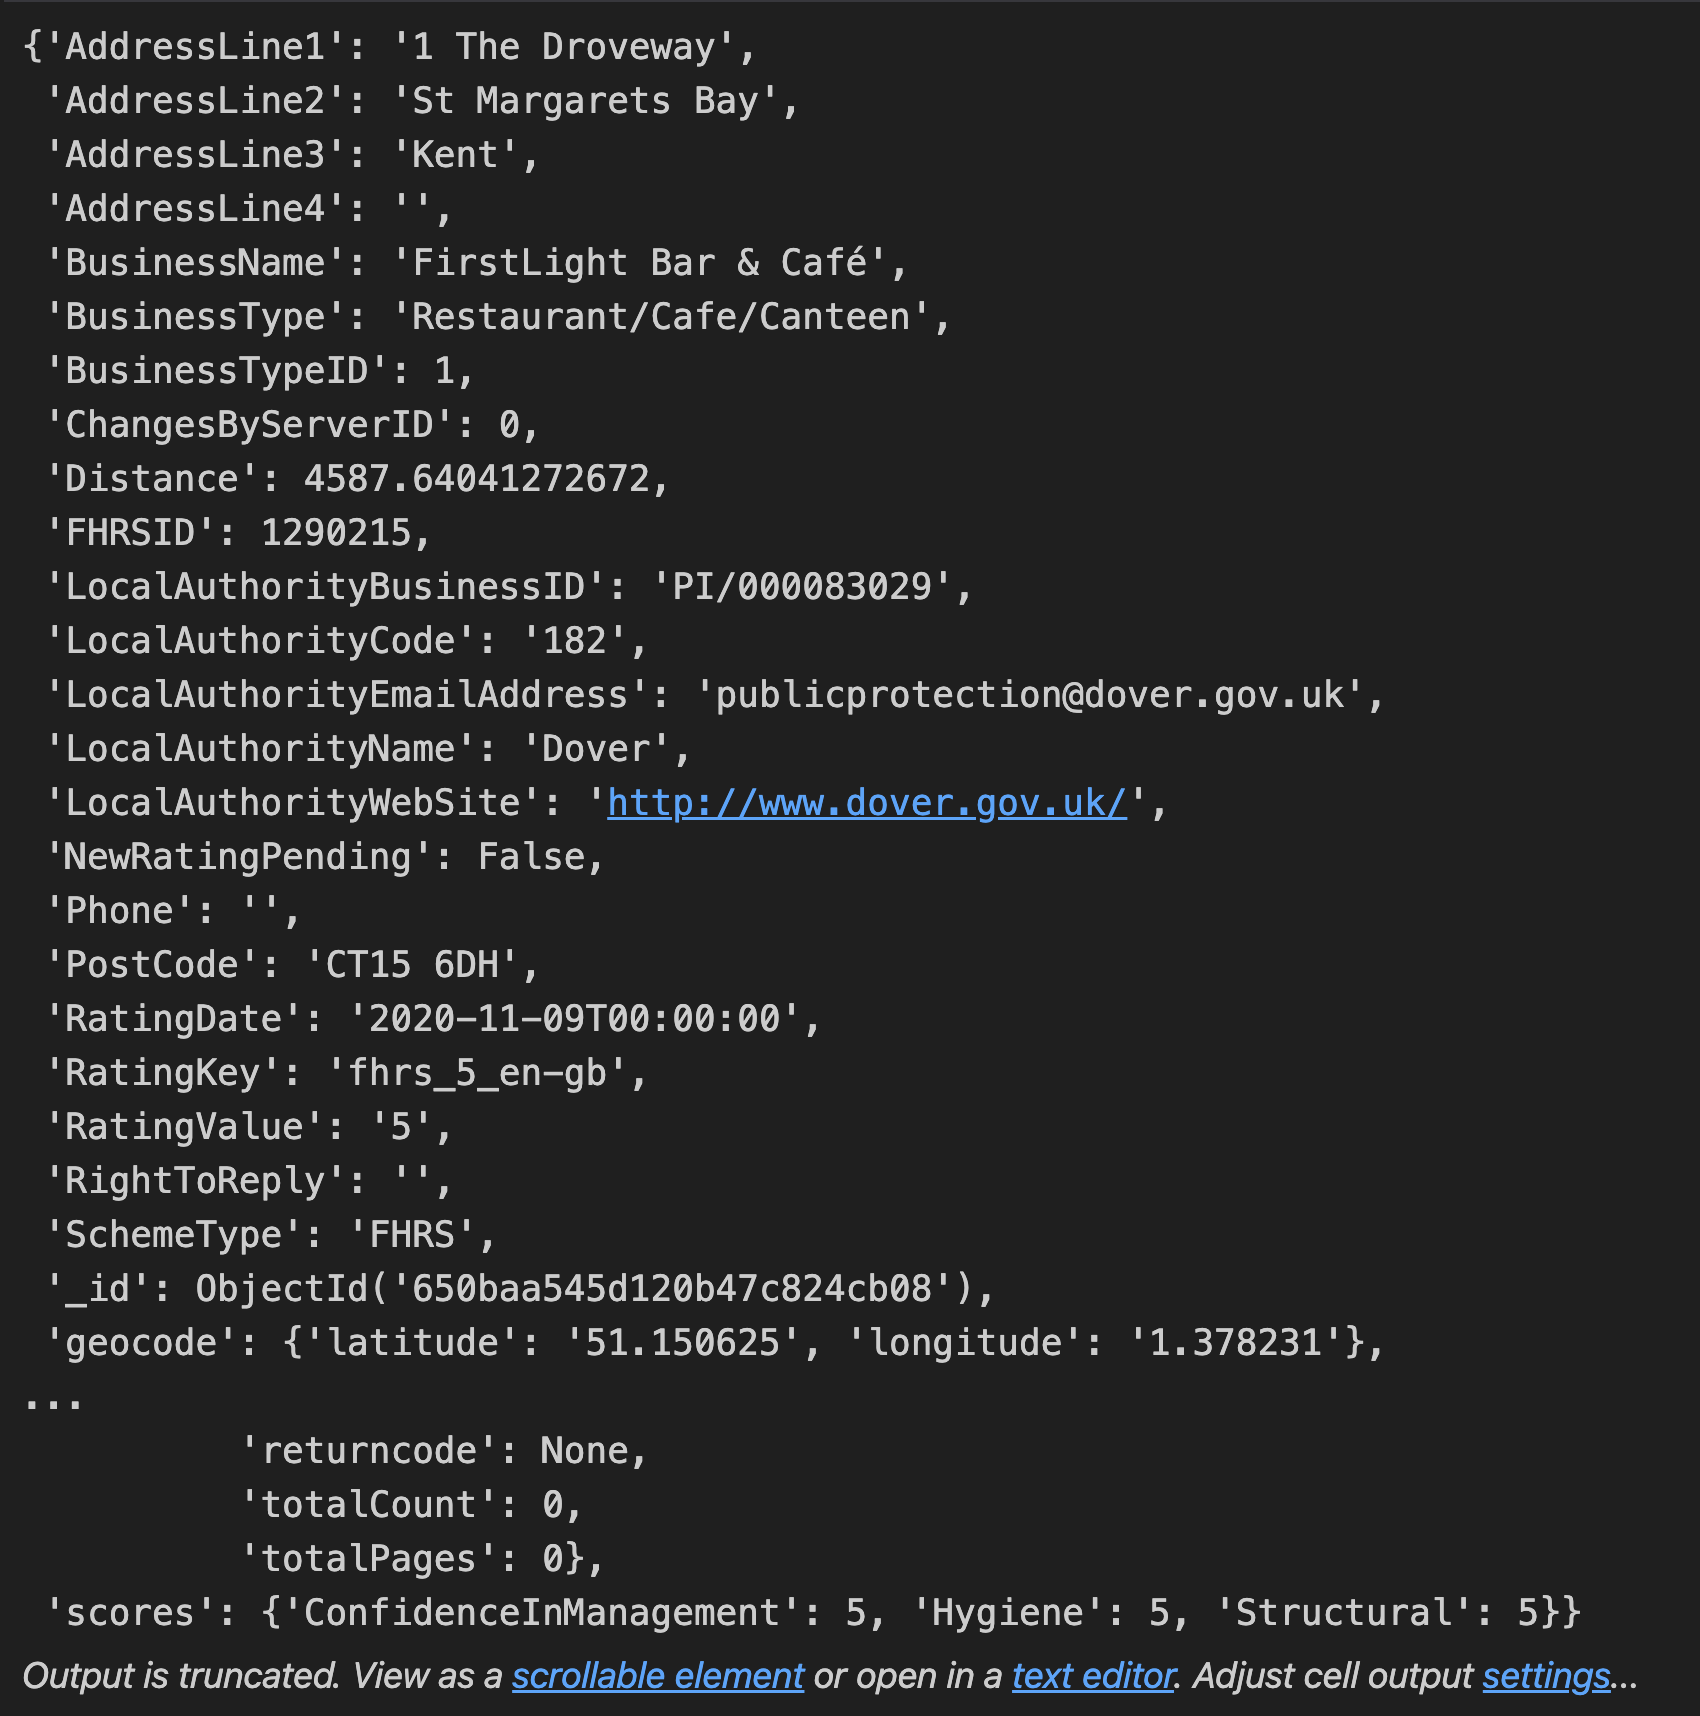 {'AddressLine1': '1 The Droveway',
 'AddressLine2': 'St Margarets Bay',
 'AddressLine3': 'Kent',
 'AddressLine4': '',
 'BusinessName': 'FirstLight Bar & Café',
 'BusinessType': 'Restaurant/Cafe/Canteen',
 'BusinessTypeID': 1,
 'ChangesByServerID': 0,
 'Distance': 4587.64041272672,
 'FHRSID': 1290215,
 'LocalAuthorityBusinessID': 'PI/000083029',
 'LocalAuthorityCode': '182',
 'LocalAuthorityEmailAddress': 'publicprotection@dover.gov.uk',
 'LocalAuthorityName': 'Dover',
 'LocalAuthorityWebSite': 'http://www.dover.gov.uk/',
 'NewRatingPending': False,
 'Phone': '',
 'PostCode': 'CT15 6DH',
 'RatingDate': '2020-11-09T00:00:00',
 'RatingKey': 'fhrs_5_en-gb',
 'RatingValue': '5',
 'RightToReply': '',
 'SchemeType': 'FHRS',
 '_id': ObjectId('650baa545d120b47c824cb08'),
 'geocode': {'latitude': '51.150625', 'longitude': '1.378231'},
...
          'returncode': None,
          'totalCount': 0,
          'totalPages': 0},
 'scores': {'ConfidenceInManagement': 5, 'Hygiene': 5, 'Structural': 5}}
Output is truncated. View as a scrollable element or open in a text editor. Adjust cell output settings...